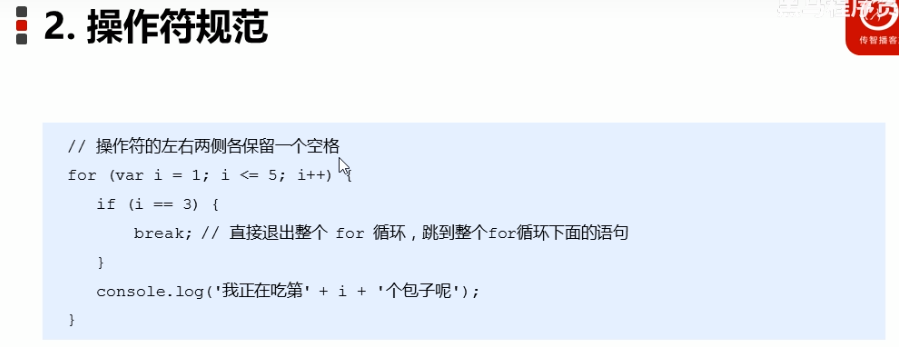 2. 操作符规范
传智播客
// 操作符的左右两侧各保留一个空格
for (var i = 1; i <= 5; i++) {
if (i == 3) {
break; // 直接退出整个 for 循环，跳到整个for循环下面的语句
}
console.log('我正在吃第' + i + '个包子呢');
}